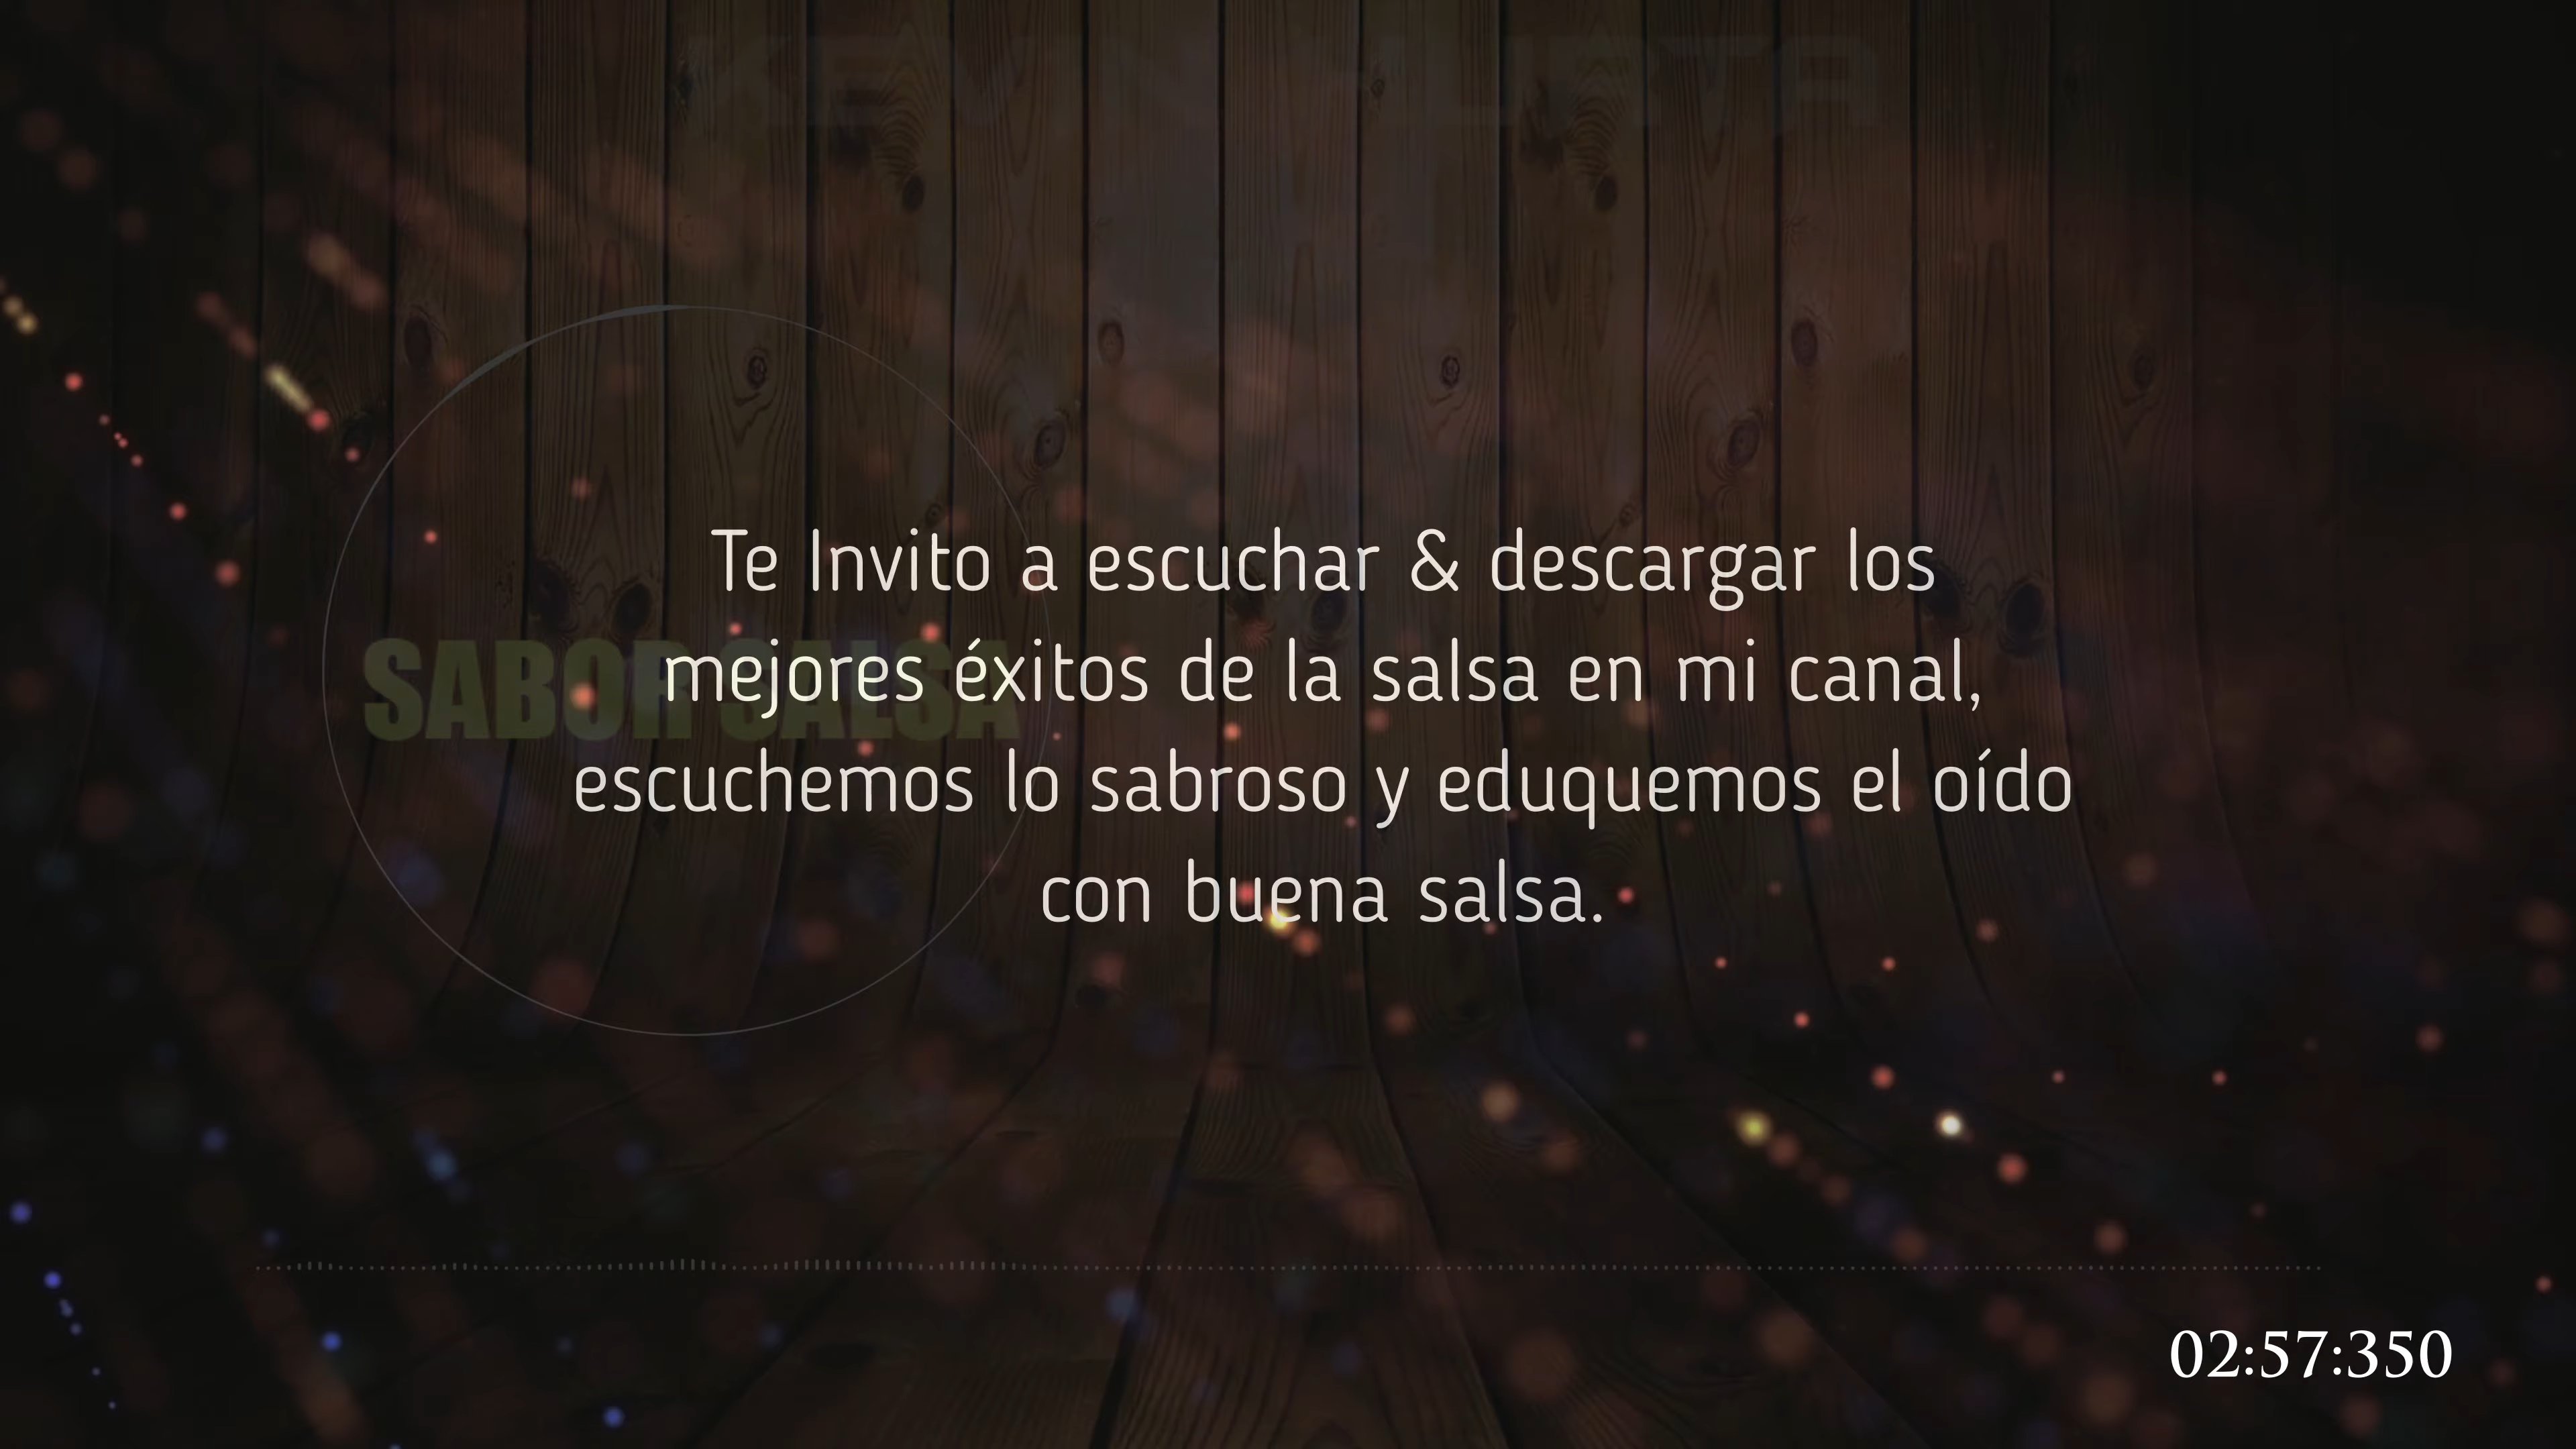 Te Invito a escuchar & descargar los
mejores éxitos de la salsa en mi canal,
SABOR SALSA
escuchemos lo sabroso y eduquemos el oído
con buena salsa.
02:57:350